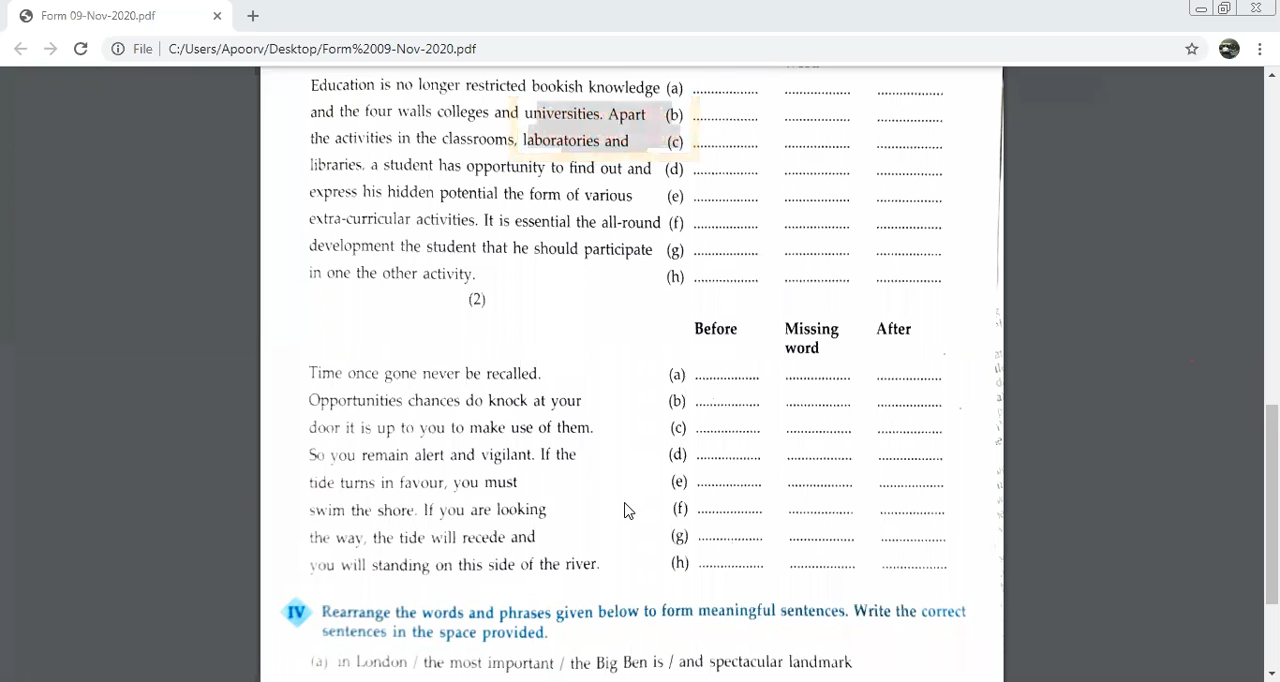 Form 09-Nov-2020.pdf
File | C:/Users/Apoorv/Desktop/Form%2009-Nov-2020.pdf
Education is no longer restricted bookish knowledge (a) .................. .................. ..................
and the four walls colleges and universities. Apart (b) .................. .................. ..................
the activities in the classrooms, laboratories and (c) .................. .................. ..................
libraries, a student has opportunity to find out and (d) .................. .................. ..................
express his hidden potential the form of various (e) .................. .................. ..................
extra-curricular activities. It is essential the all-round (f) .................. .................. ..................
development the student that he should participate (g) .................. .................. ..................
in one the other activity. (h) .................. .................. ..................
(2)
Before Missing After
word
Time once gone never be recalled. (a) .................. .................. ..................
Opportunities chances do knock at your (b) .................. .................. ..................
door it is up to you to make use of them. (c) .................. .................. ..................
So you remain alert and vigilant. If the (d) .................. .................. ..................
tide turns in favour, you must (e) .................. .................. ..................
swim the shore. If you are looking (f) .................. .................. ..................
the way, the tide will recede and (g) .................. .................. ..................
you will standing on this side of the river. (h) .................. .................. ..................
IV Rearrange the words and phrases given below to form meaningful sentences. Write the correct
sentences in the space provided.
(a) in London / the most important / the Big Ben is / and spectacular landmark